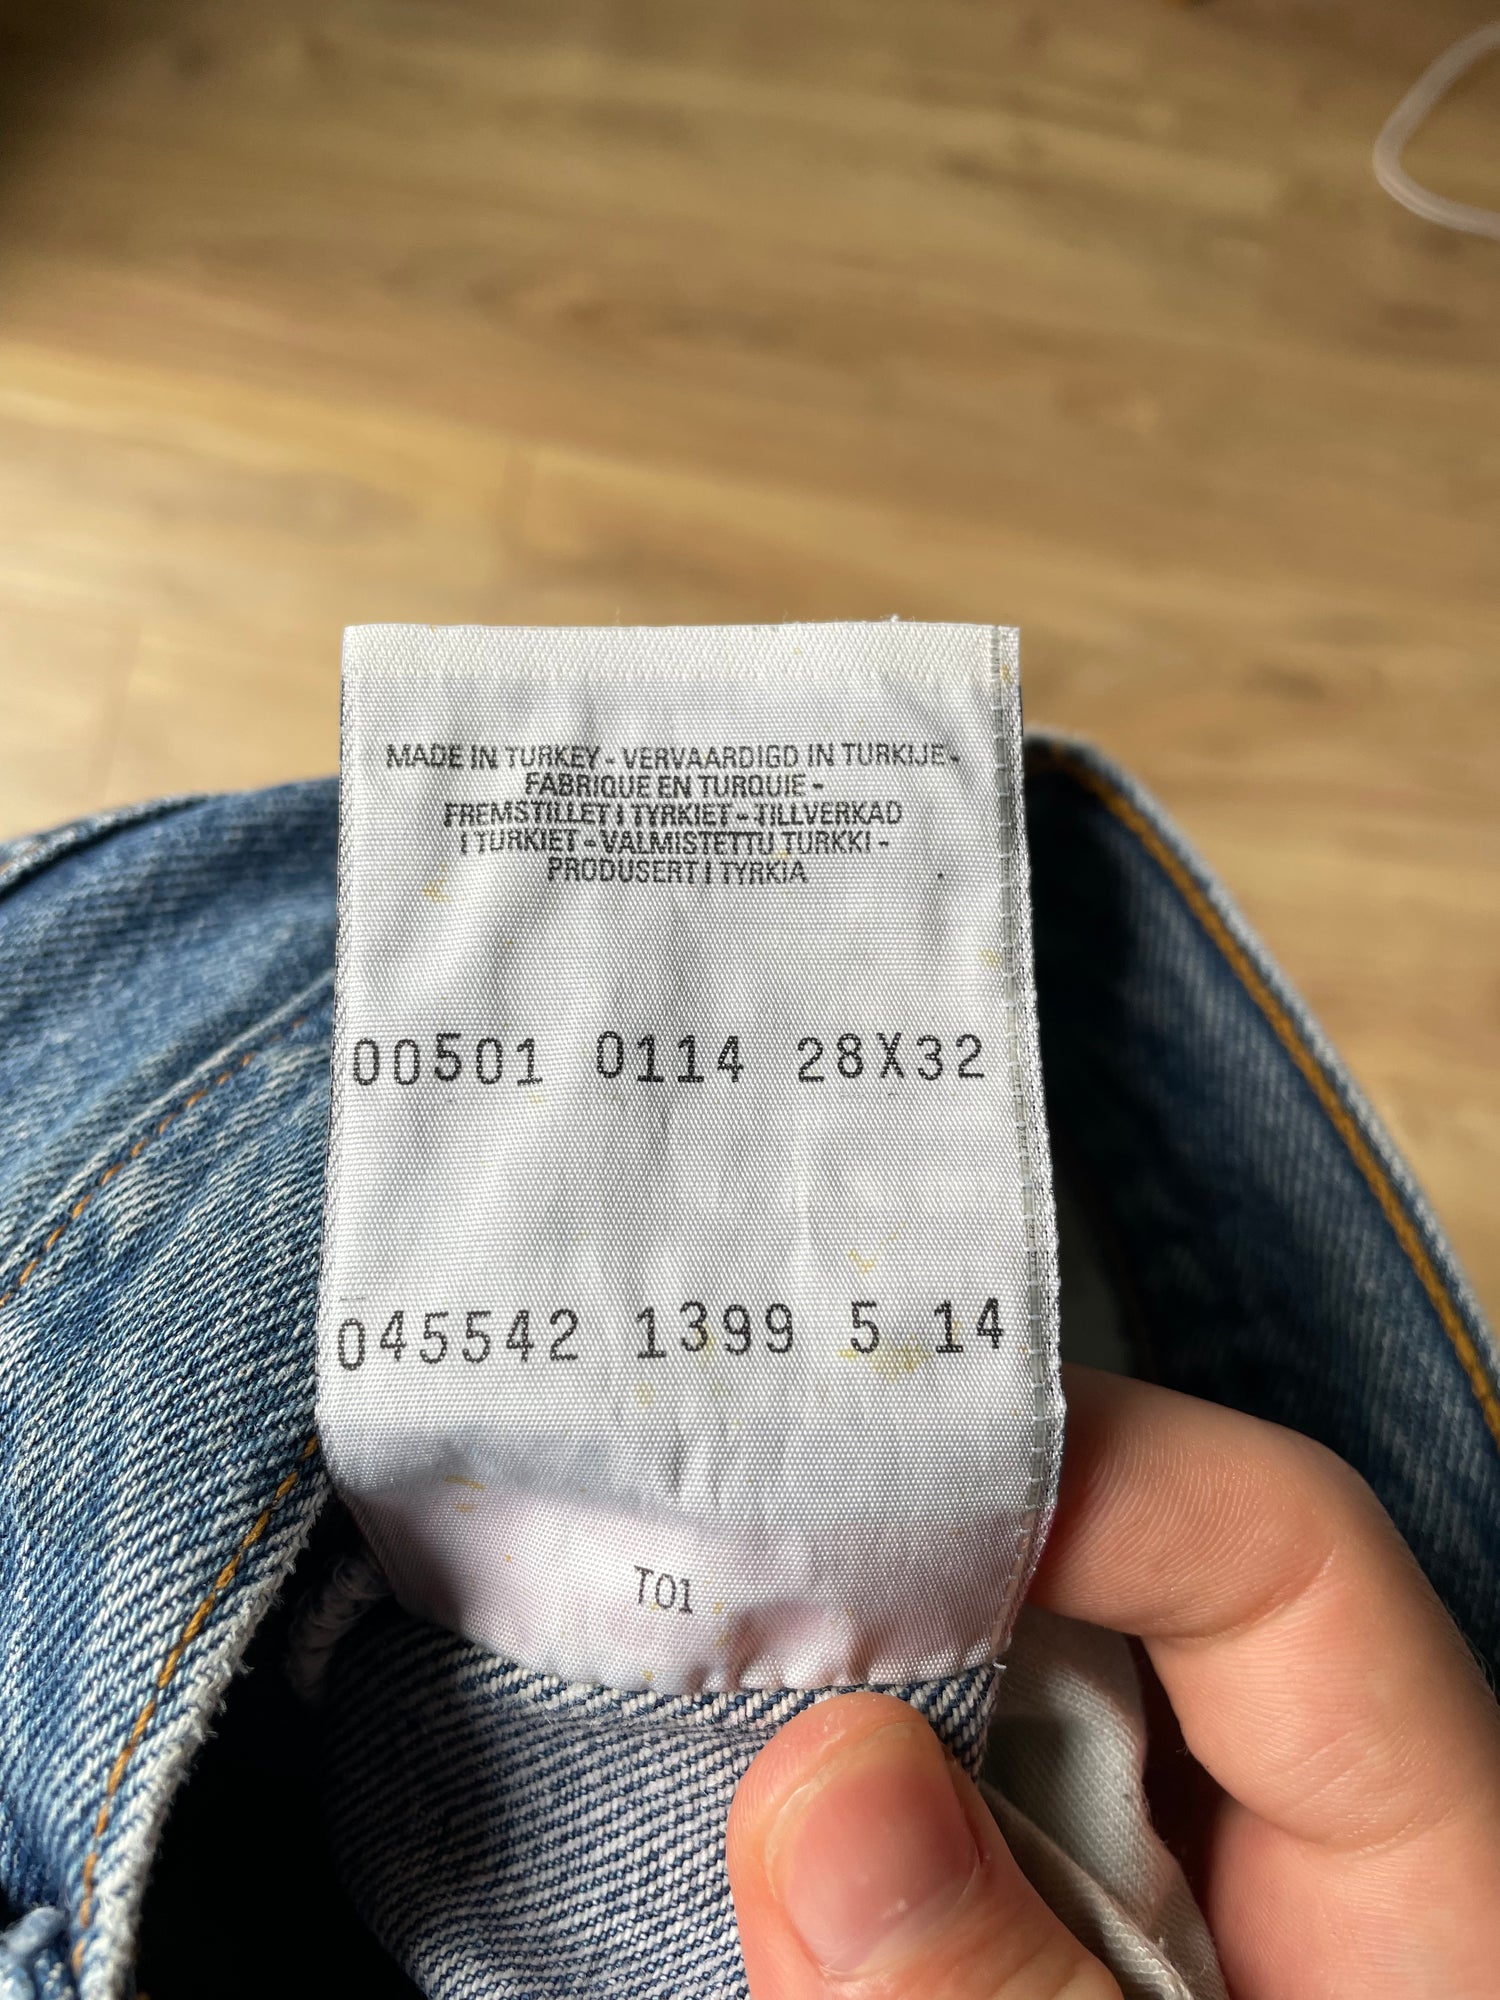 MADE IN TURKEY - VERVAARDIGD IN TURKIJE -
FABRIQUE EN TURQUIE -
FREMSTILLET I TYRKIET - TILLVERKAD
I TURKIET - VALMISTETTU TURKKI -
PRODUSERT I TYRKIA
00501 0114 28X32
045542 1399 5 14
T01